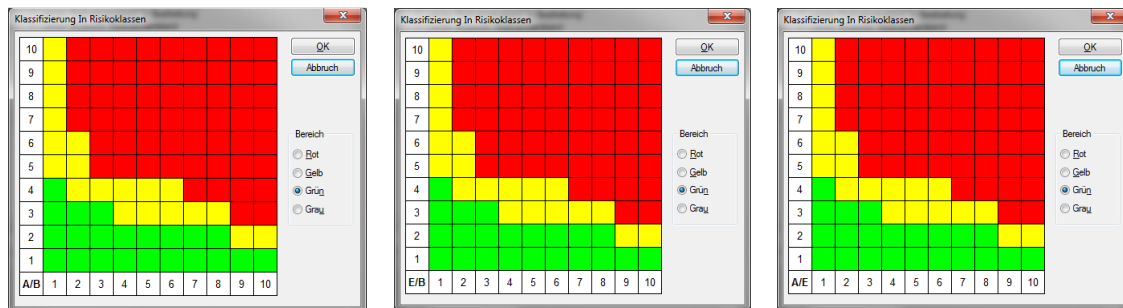 Klassifizierung In Risikoklassen
10
9
8
7
6
5
4
3
2
1
A/B 1 2 3 4 5 6 7 8 9 10
OK
Abbruch
Bereich
Rot
Gelb
Grün
Grau
Klassifizierung In Risikoklassen
10
9
8
7
6
5
4
3
2
1
E/B 1 2 3 4 5 6 7 8 9 10
OK
Abbruch
Bereich
Rot
Gelb
Grün
Grau
Klassifizierung In Risikoklassen
10
9
8
7
6
5
4
3
2
1
A/E 1 2 3 4 5 6 7 8 9 10
OK
Abbruch
Bereich
Rot
Gelb
Grün
Grau